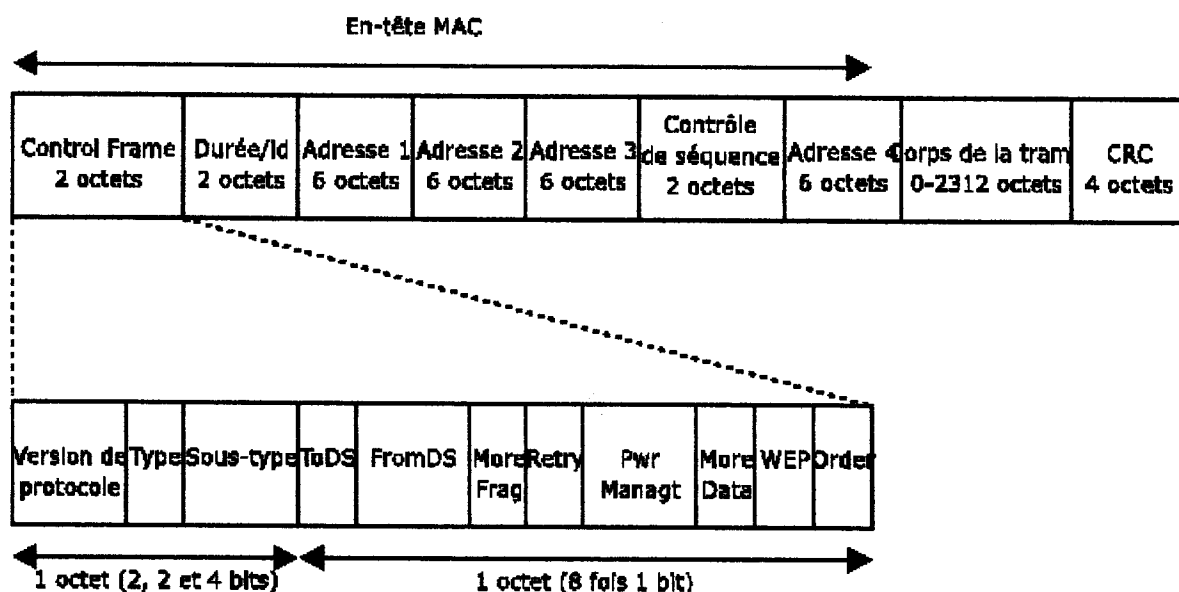 En-tête MAC
Control Frame
2 octets
Durée/Id
2 octets
Adresse 1
6 octets
Adresse 2
6 octets
Adresse 3
6 octets
Contrôle
de séquence
2 octets
Adresse 4
6 octets
orps de la tram
0-2312 octets
CRC
4 octets
Version de
protocole
Type
Sous-type
ToDS
FromDS
More
Frag
Retry
Pwr
Managt
More
Data
WEP
Order
1 octet (2, 2 et 4 bits)
1 octet (8 fois 1 bit)